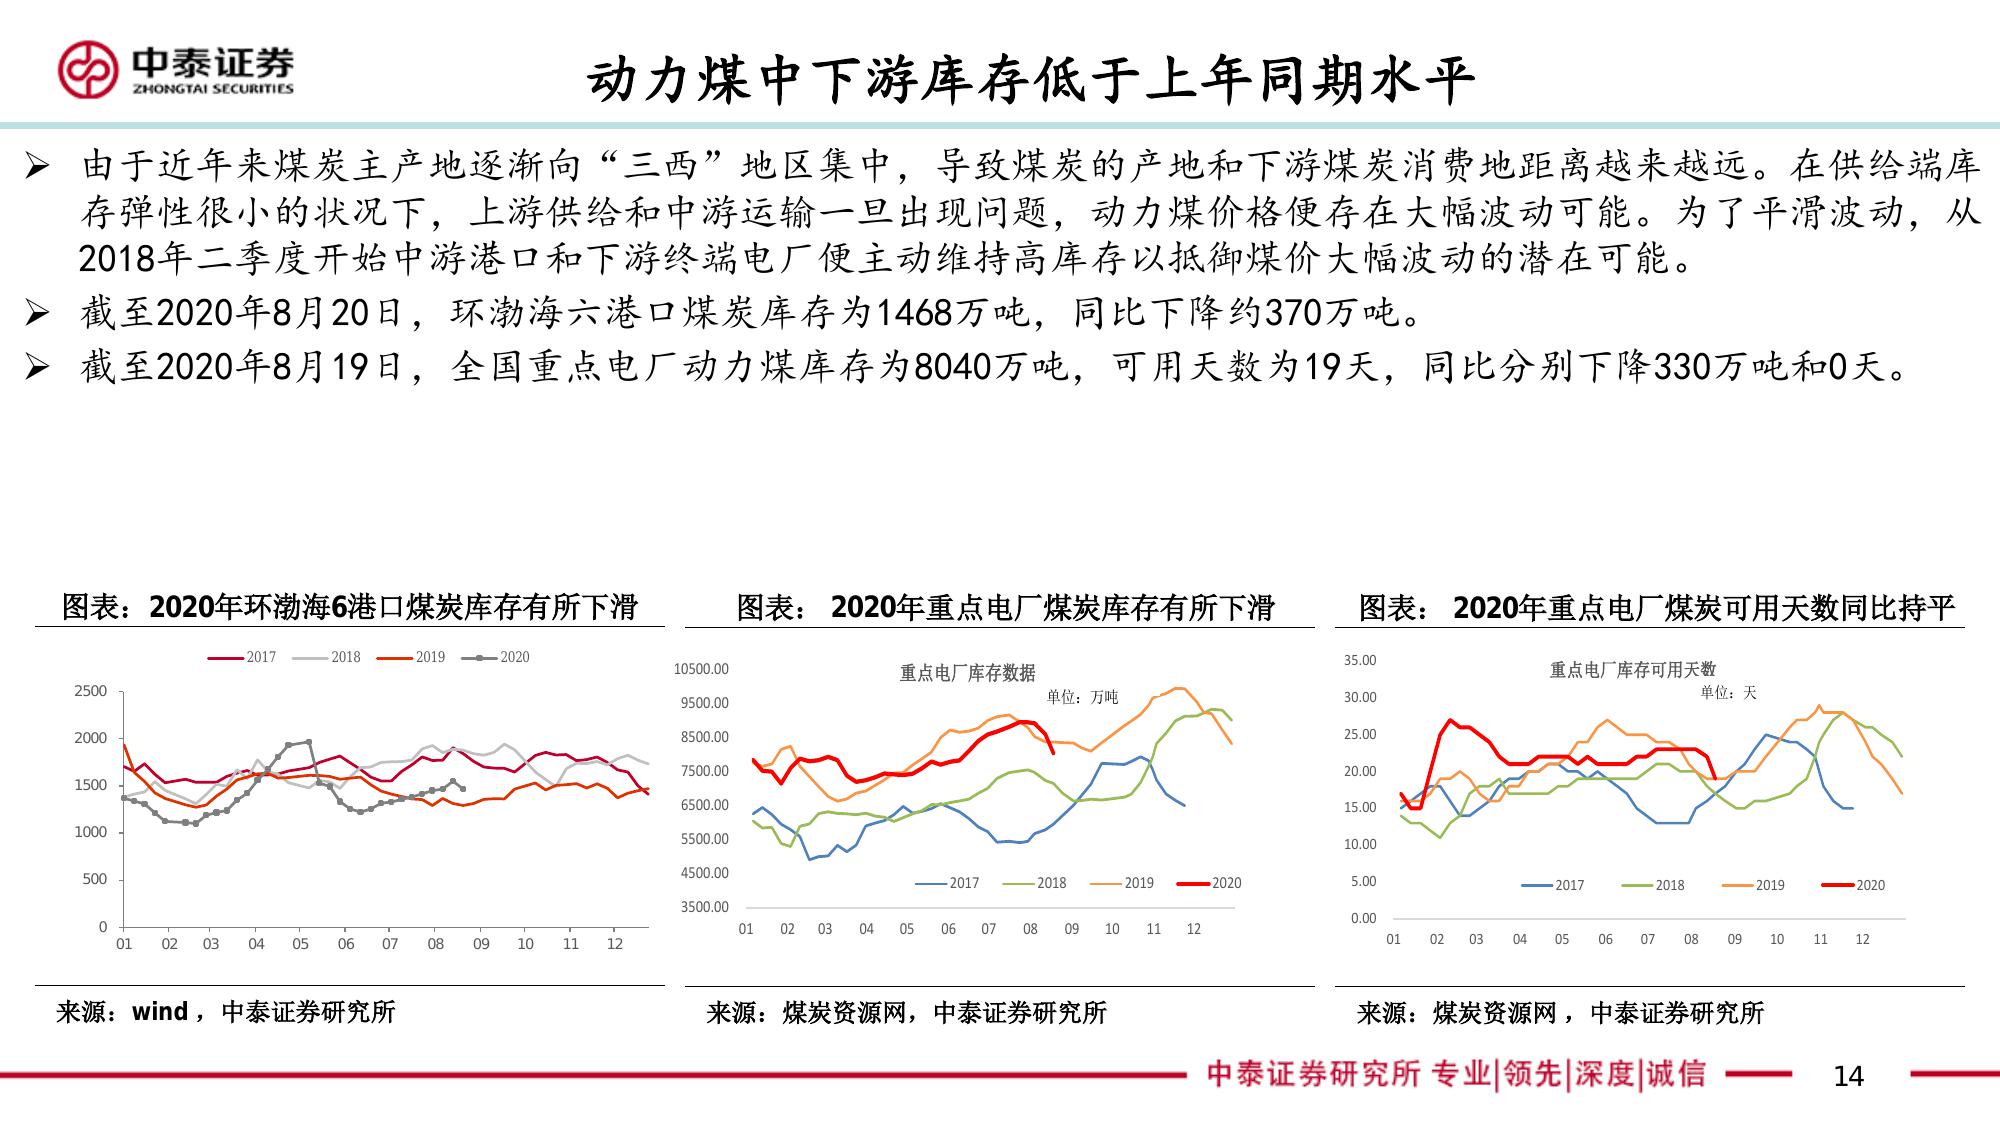 中泰证券
ZHONGTAI SECURITIES
动力煤中下游库存低于上年同期水平
➢ 由于近年来煤炭主产地逐渐向“三西”地区集中，导致煤炭的产地和下游煤炭消费地距离越来越远。在供给端库
存弹性很小的状况下，上游供给和中游运输一旦出现问题，动力煤价格便存在大幅波动可能。为了平滑波动，从
2018年二季度开始中游港口和下游终端电厂便主动维持高库存以抵御煤价大幅波动的潜在可能。
➢ 截至2020年8月20日，环渤海六港口煤炭库存为1468万吨，同比下降约370万吨。
➢ 截至2020年8月19日，全国重点电厂动力煤库存为8040万吨，可用天数为19天，同比分别下降330万吨和0天。
图表：2020年环渤海6港口煤炭库存有所下滑
2017 2018 2019 2020
2500
2000
1500
1000
500
0
01 02 03 04 05 06 07 08 09 10 11 12
来源：wind ，中泰证券研究所
图表： 2020年重点电厂煤炭库存有所下滑
重点电厂库存数据
单位：万吨
10500.00
9500.00
8500.00
7500.00
6500.00
5500.00
4500.00
3500.00
2017 2018 2019 2020
01 02 03 04 05 06 07 08 09 10 11 12
来源：煤炭资源网，中泰证券研究所
图表： 2020年重点电厂煤炭可用天数同比持平
重点电厂库存可用天数
单位：天
35.00
30.00
25.00
20.00
15.00
10.00
5.00
0.00
2017 2018 2019 2020
01 02 03 04 05 06 07 08 09 10 11 12
来源：煤炭资源网 ，中泰证券研究所
中泰证券研究所 专业|领先|深度|诚信
14